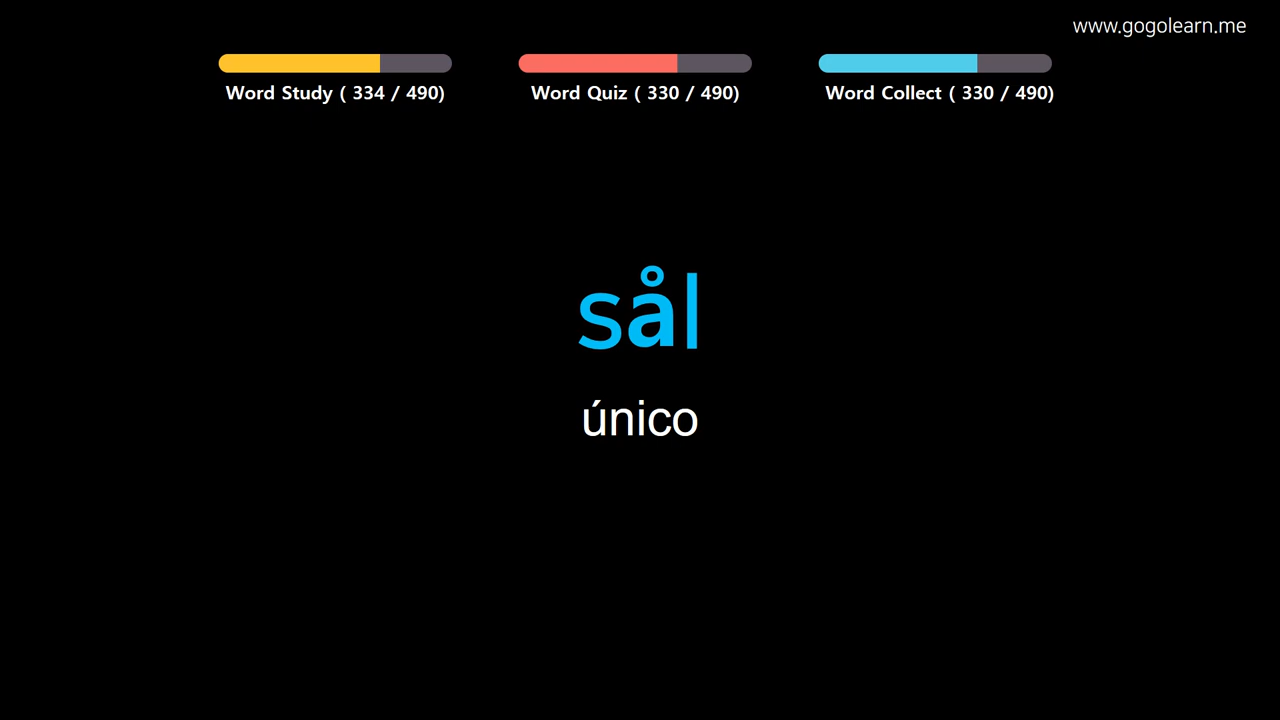 www.gogolearn.me
Word Study ( 334 / 490)
Word Quiz ( 330 / 490)
Word Collect ( 330 / 490)
sål
único